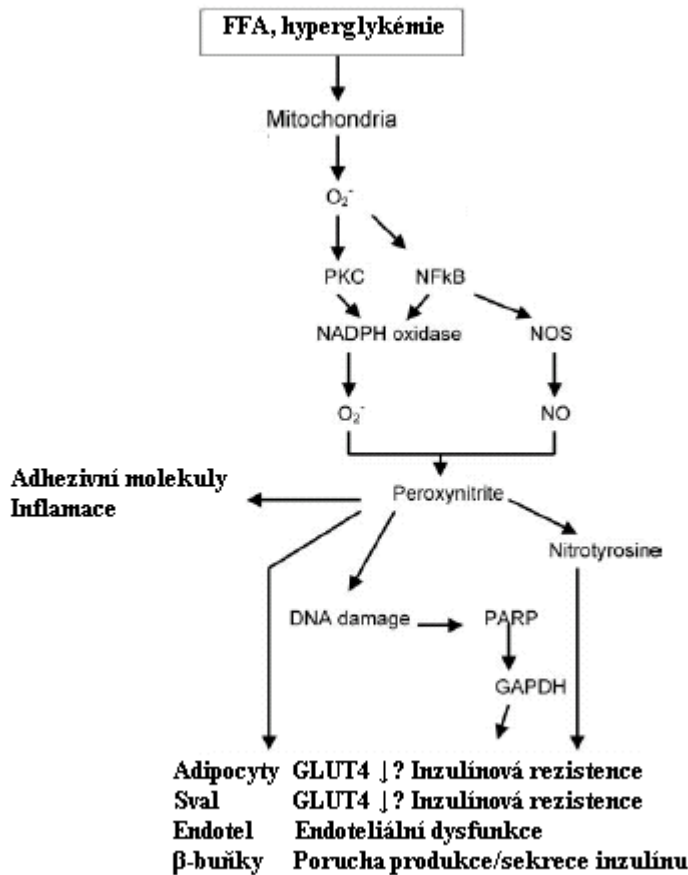 FFA, hyperglykémie
Mitochondria
O₂⁻
PKC NFkB
NADPH oxidase NOS
O₂⁻ NO
Adhezivní molekuly
Inflamace
Peroxynitrite
Nitrotyrosine
DNA damage PARP
GAPDH
Adipocyty GLUT4 ↓? Inzulínová rezistence
Sval GLUT4 ↓? Inzulínová rezistence
Endotel Endoteliální dysfunkce
β-buňky Porucha produkce/sekrece inzulínu